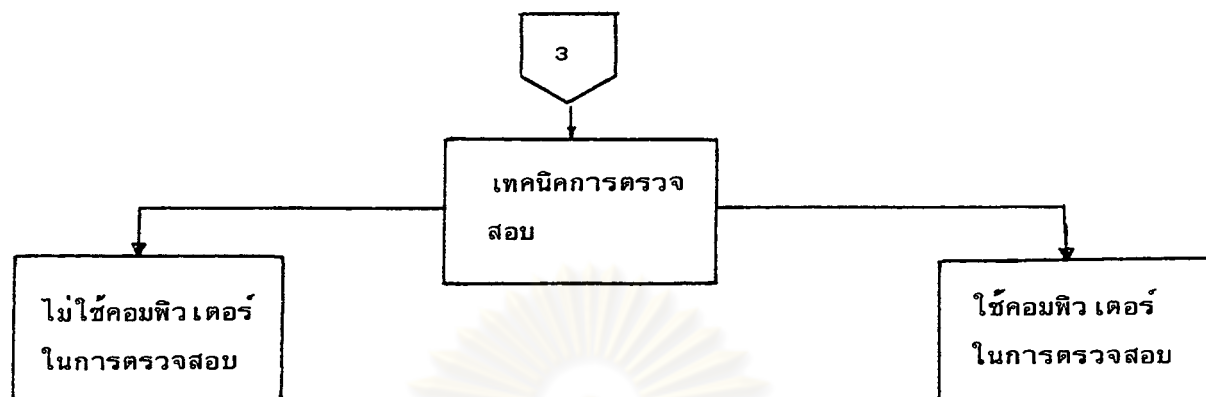 3
เทคนิคการตรวจ
สอบ
ไม่ใช้คอมพิวเตอร์
ในการตรวจสอบ
ใช้คอมพิวเตอร์
ในการตรวจสอบ